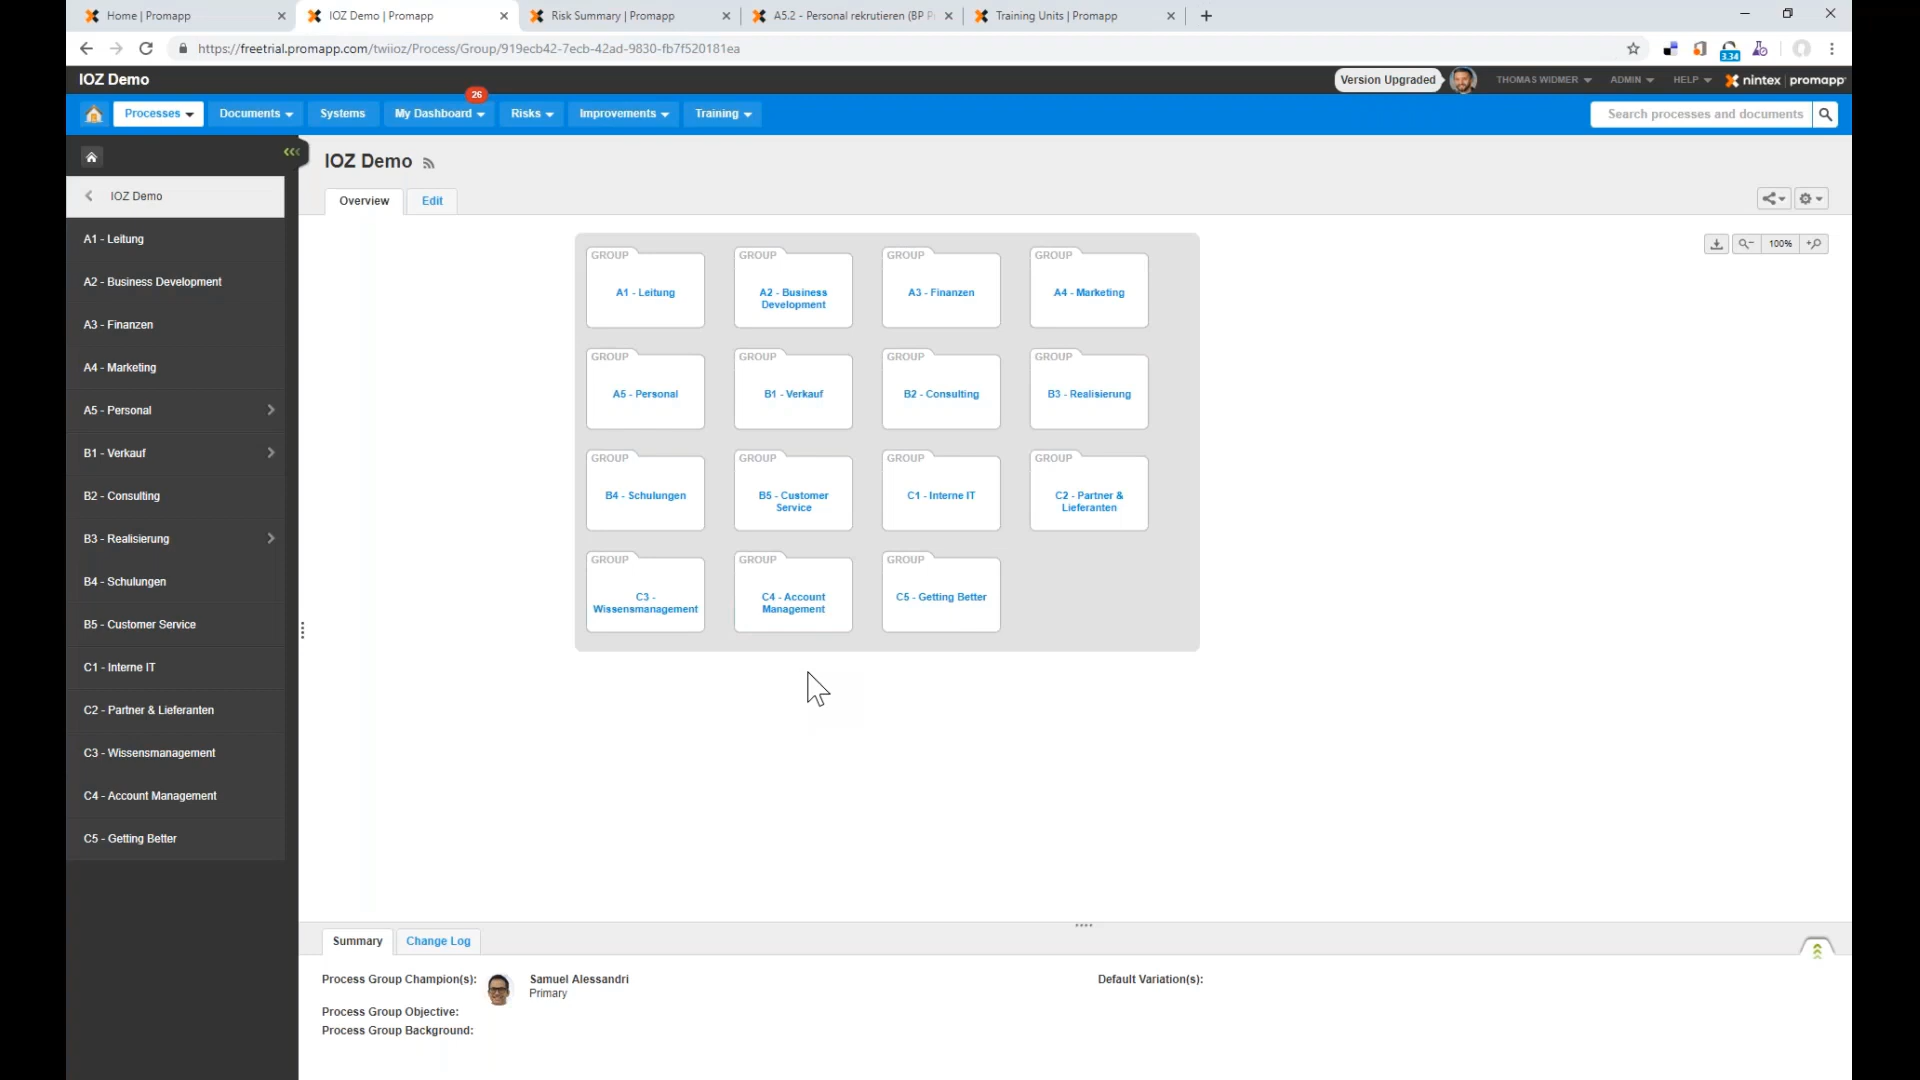 Home | Promapp
IOZ Demo | Promapp
Risk Summary | Promapp
A5.2 - Personal rekrutieren (BP P
Training Units | Promapp
https://freetrial.promapp.com/twiioz/Process/Group/919ecb42-7ecb-42ad-9830-fb7f520181ea
3.34
IOZ Demo
Version Upgraded
THOMAS WIDMER
ADMIN
HELP
nintex | promapp
Processes
Documents
Systems
My Dashboard
26
Risks
Improvements
Training
Search processes and documents
IOZ Demo
A1 - Leitung
A2 - Business Development
A3 - Finanzen
A4 - Marketing
A5 - Personal
B1 - Verkauf
B2 - Consulting
B3 - Realisierung
B4 - Schulungen
B5 - Customer Service
C1 - Interne IT
C2 - Partner & Lieferanten
C3 - Wissensmanagement
C4 - Account Management
C5 - Getting Better
IOZ Demo
Overview
Edit
100%
GROUP
A1 - Leitung
GROUP
A2 - Business
Development
GROUP
A3 - Finanzen
GROUP
A4 - Marketing
GROUP
A5 - Personal
GROUP
B1 - Verkauf
GROUP
B2 - Consulting
GROUP
B3 - Realisierung
GROUP
B4 - Schulungen
GROUP
B5 - Customer
Service
GROUP
C1 - Interne IT
GROUP
C2 - Partner &
Lieferanten
GROUP
C3 -
Wissensmanagement
GROUP
C4 - Account
Management
GROUP
C5 - Getting Better
Summary
Change Log
Process Group Champion(s):
Samuel Alessandri
Primary
Default Variation(s):
Process Group Objective:
Process Group Background: